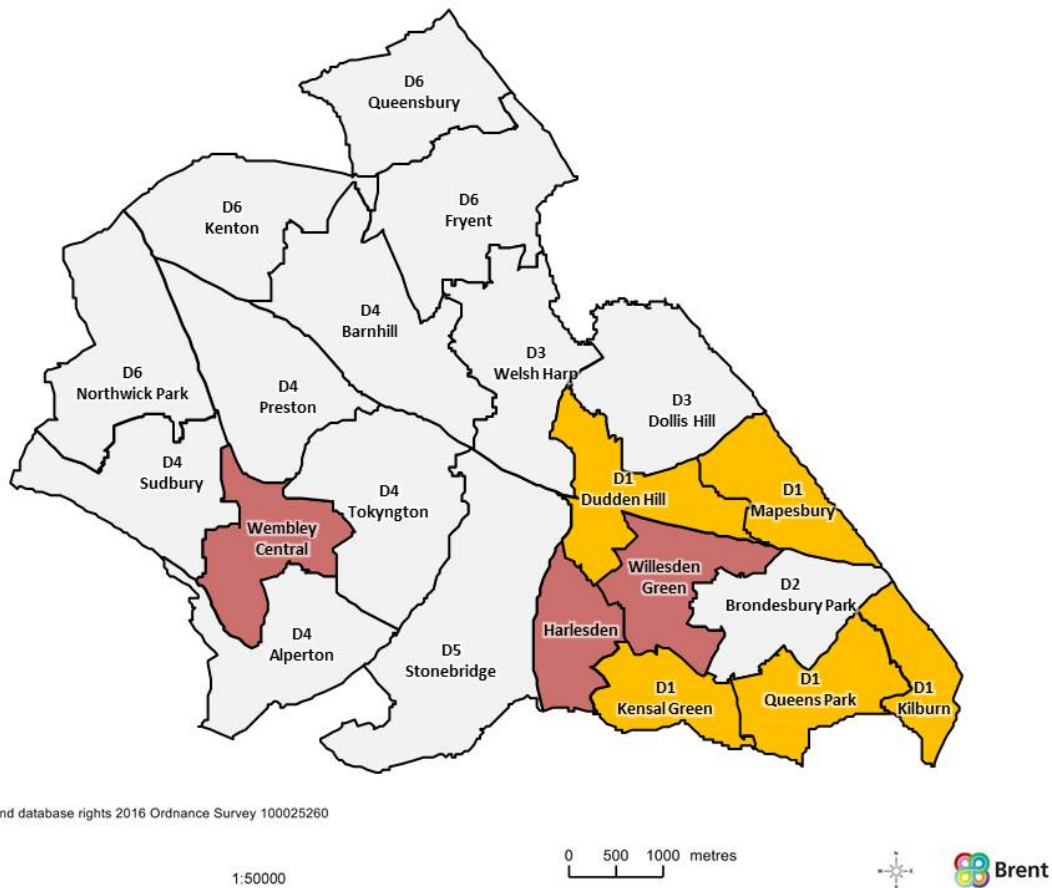 D6
Queensbury
D6
Kenton
D6
Fryent
D4
Barnhill
D3
Welsh Harp
D6
Northwick Park
D4
Preston
D3
Dollis Hill
D4
Sudbury
D4
Tokyngton
D1
Dudden Hill
D1
Mapesbury
Wembley
Central
Willesden
Green
D2
Brondesbury Park
Harlesden
D4
Alperton
D5
Stonebridge
D1
Kensal Green
D1
Queens Park
D1
Kilburn
nd database rights 2016 Ordnance Survey 100025260
0 500 1000 metres
1:50000
Brent